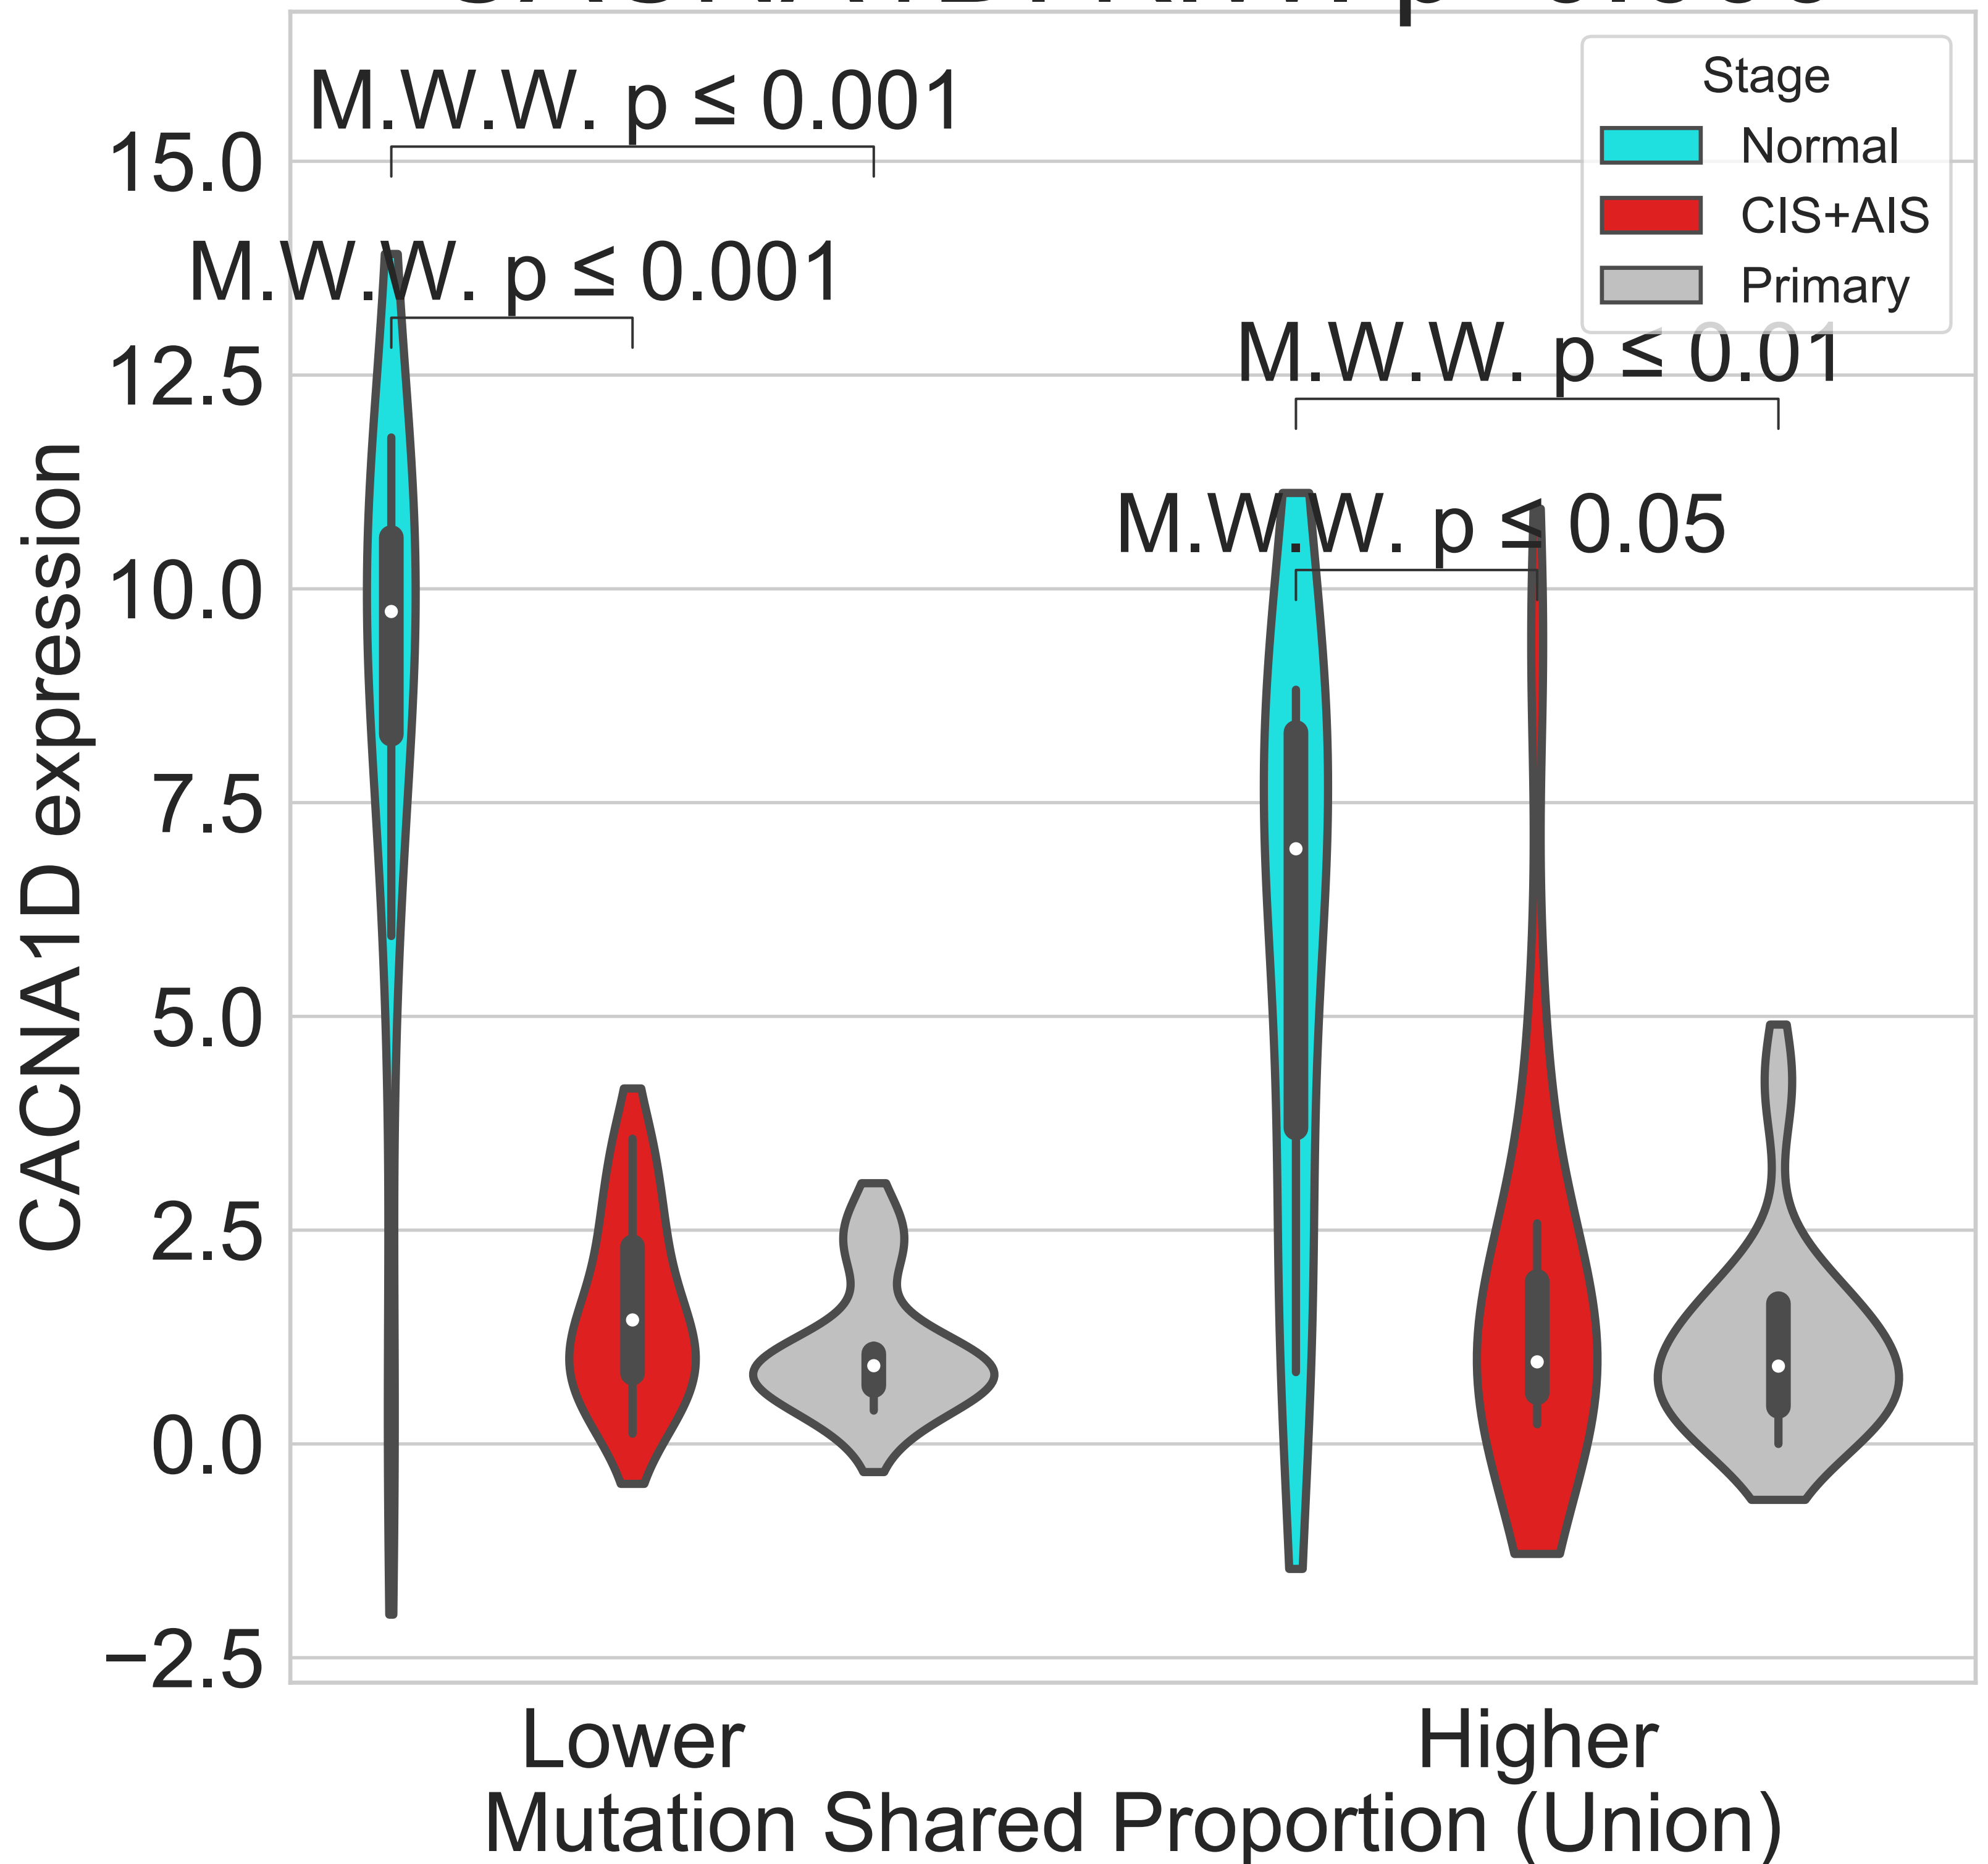 M.W.W. p ≤ 0.001
M.W.W. p ≤ 0.001
M.W.W. p ≤ 0.01
M.W.W. p ≤ 0.05
Stage
Normal
CIS+AIS
Primary
15.0
12.5
10.0
7.5
5.0
2.5
0.0
−2.5
CACNA1D expression
Lower
Higher
Mutation Shared Proportion (Union)